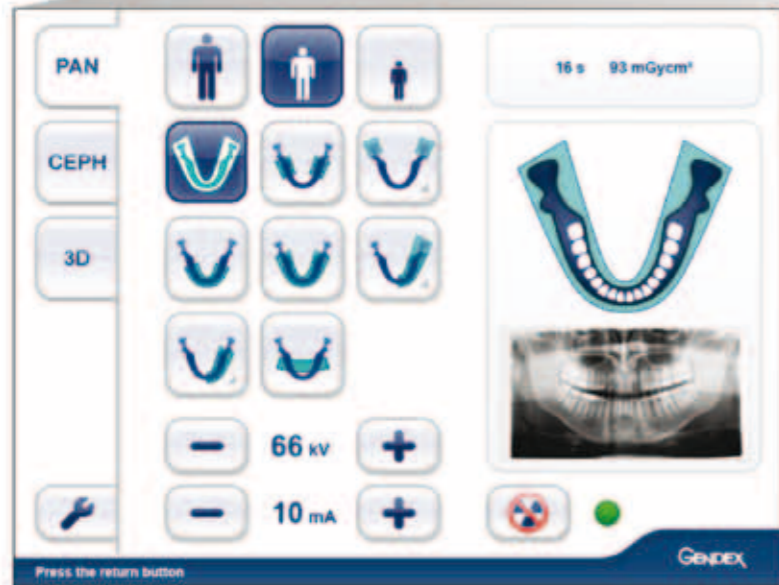 PAN
16 s 93 mGycm²
CEPH
3D
66 kV
10 mA
Press the return button
GENDEX